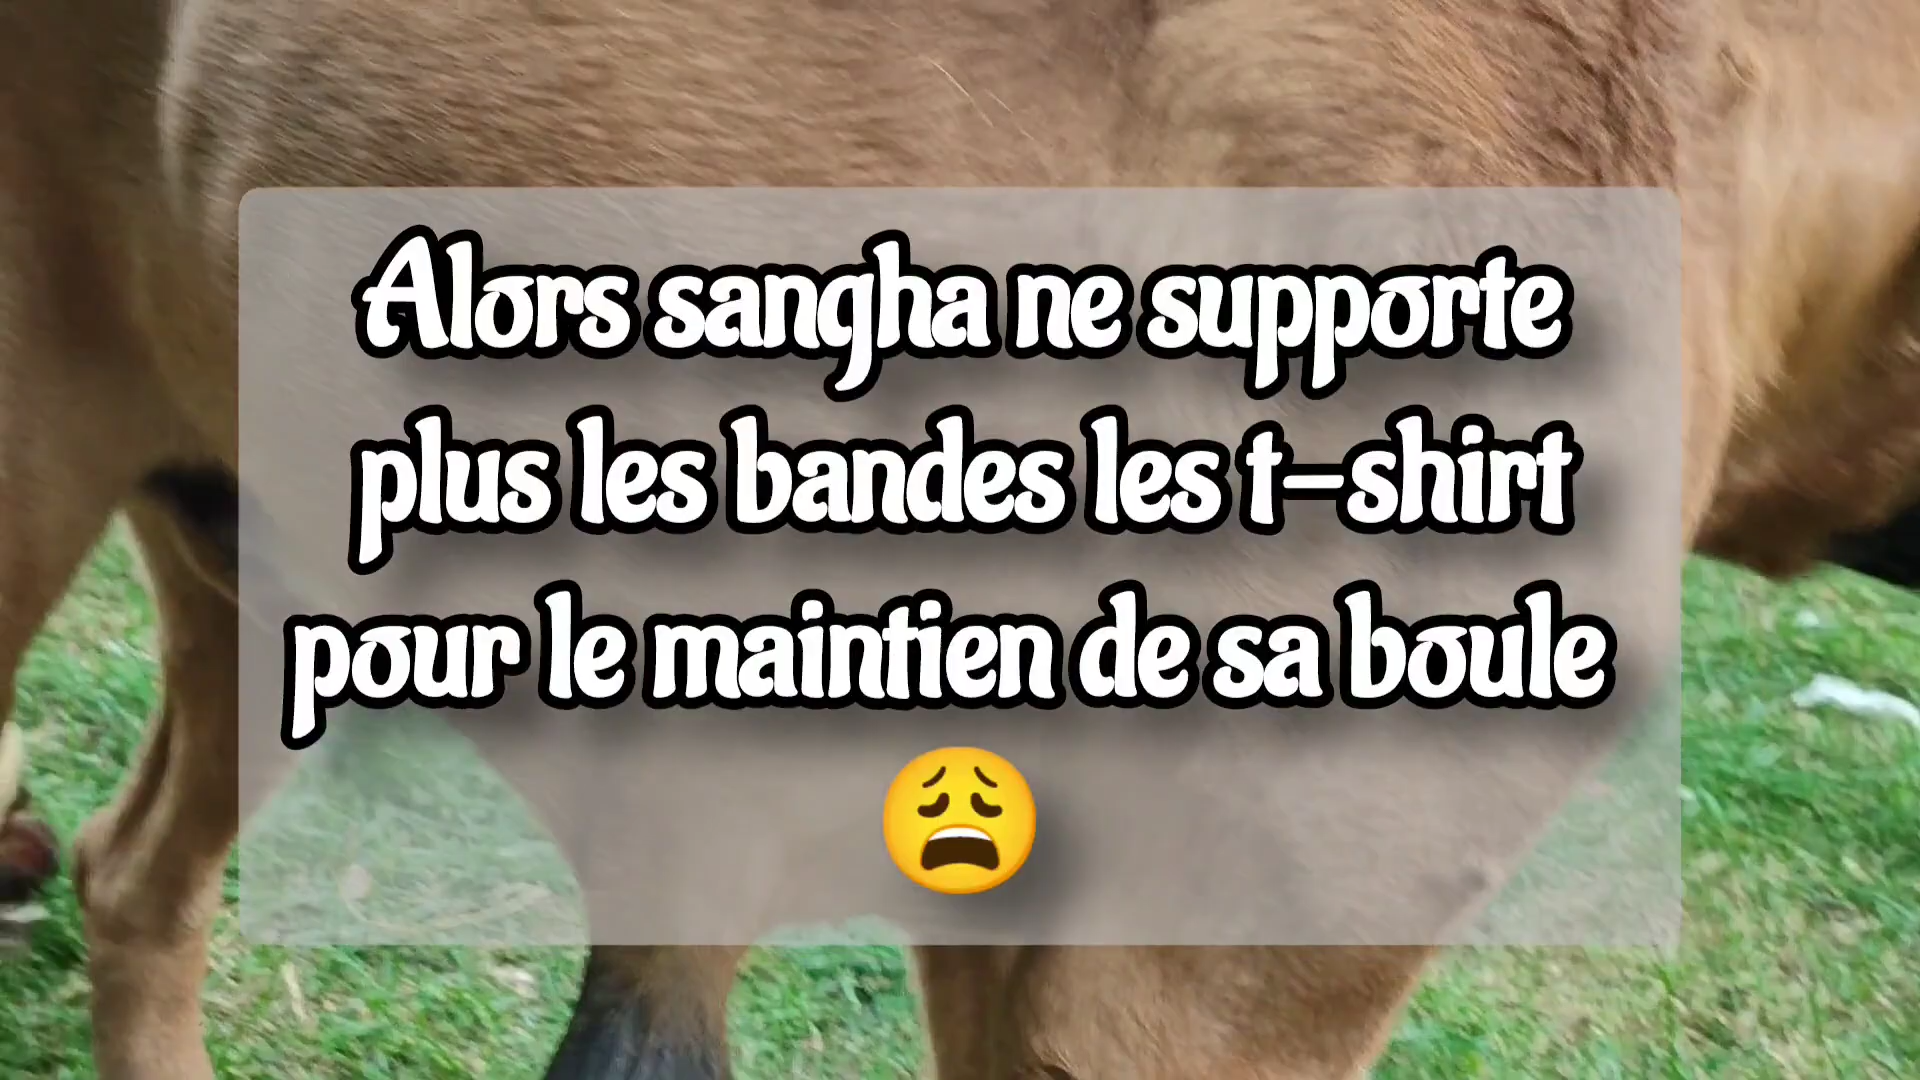 Alors sangha ne supporte
plus les bandes les t-shirt
pour le maintien de sa boule
😩